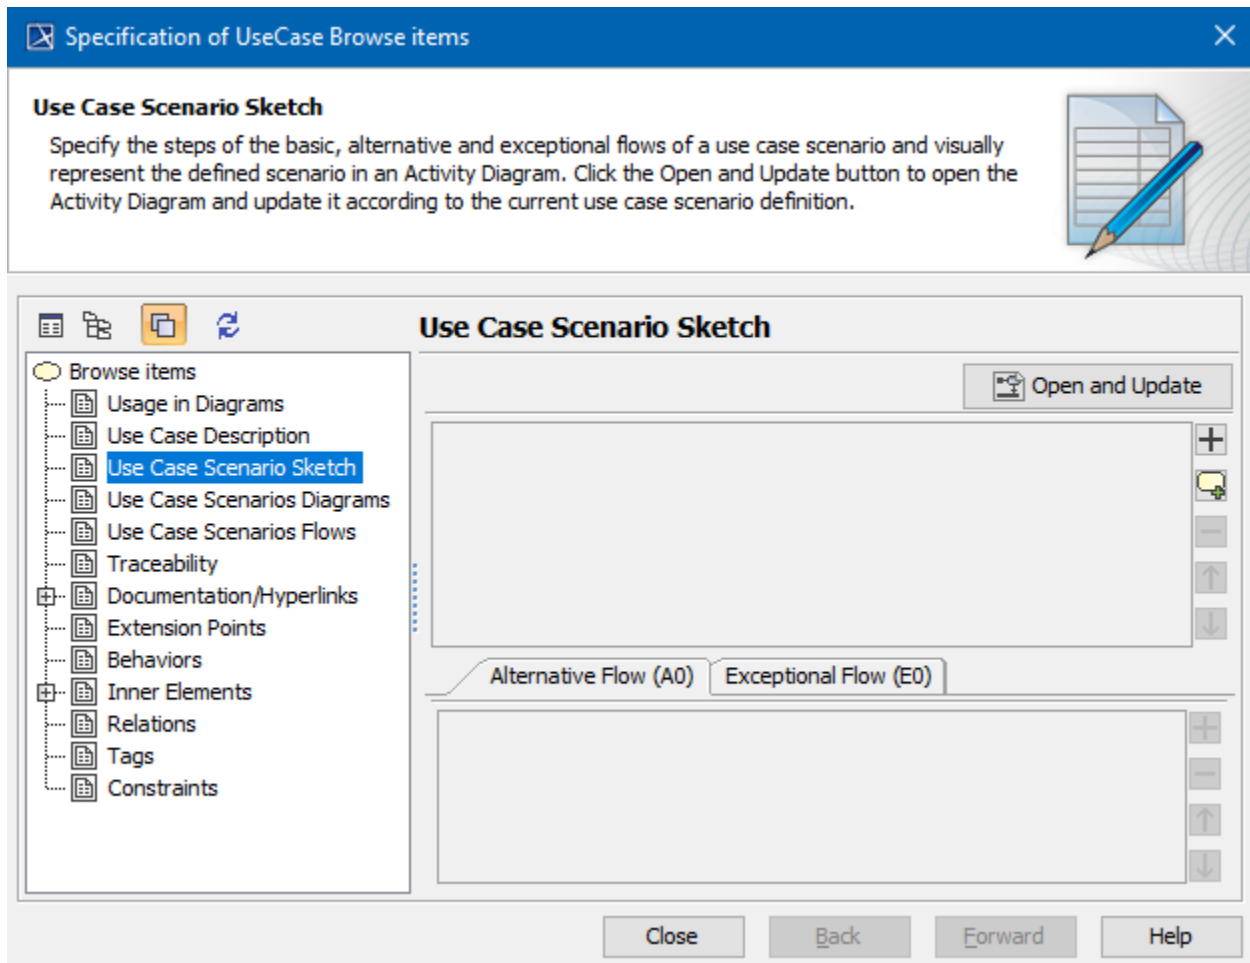 Specification of UseCase Browse items
Use Case Scenario Sketch
Specify the steps of the basic, alternative and exceptional flows of a use case scenario and visually
represent the defined scenario in an Activity Diagram. Click the Open and Update button to open the
Activity Diagram and update it according to the current use case scenario definition.
Use Case Scenario Sketch
Browse items
Usage in Diagrams
Use Case Description
Use Case Scenario Sketch
Use Case Scenarios Diagrams
Use Case Scenarios Flows
Traceability
Documentation/Hyperlinks
Extension Points
Behaviors
Inner Elements
Relations
Tags
Constraints
Open and Update
Alternative Flow (A0) Exceptional Flow (E0)
Close Back Forward Help